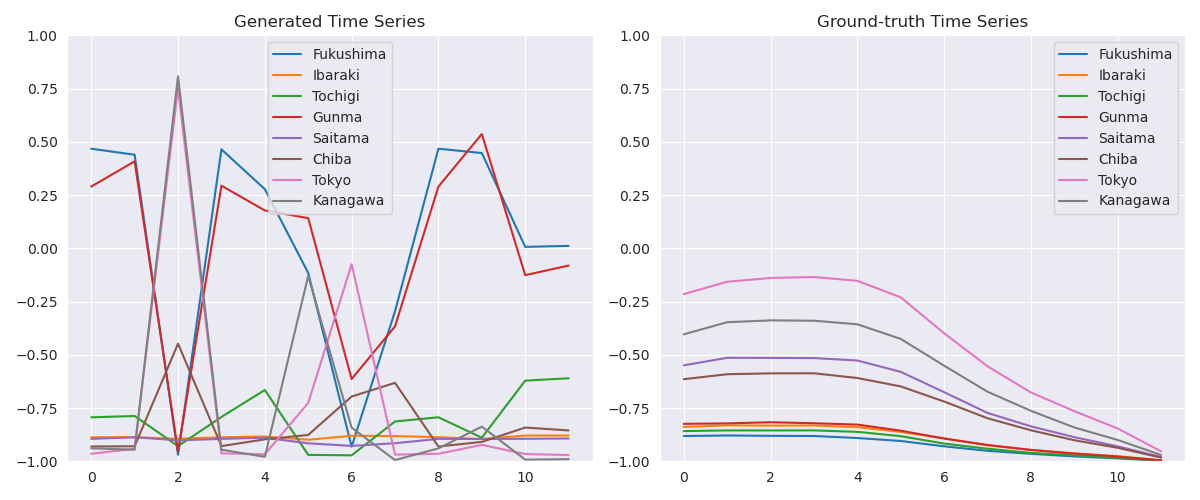 Generated Time Series
1.00
0.75
0.50
0.25
0.00
−0.25
−0.50
−0.75
−1.00
0 2 4 6 8 10
Fukushima
Ibaraki
Tochigi
Gunma
Saitama
Chiba
Tokyo
Kanagawa
Ground-truth Time Series
1.00
0.75
0.50
0.25
0.00
−0.25
−0.50
−0.75
−1.00
0 2 4 6 8 10
Fukushima
Ibaraki
Tochigi
Gunma
Saitama
Chiba
Tokyo
Kanagawa